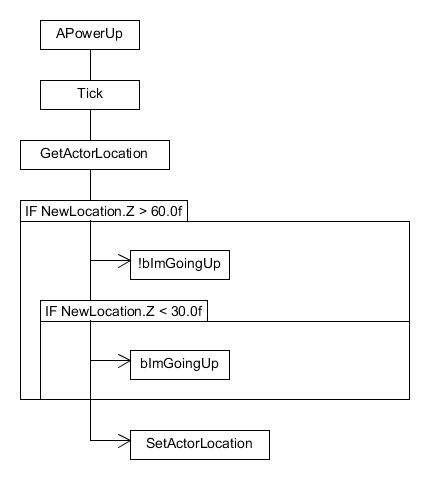 APowerUp
Tick
GetActorLocation
IF NewLocation.Z > 60.0f
!bImGoingUp
IF NewLocation.Z < 30.0f
bImGoingUp
SetActorLocation